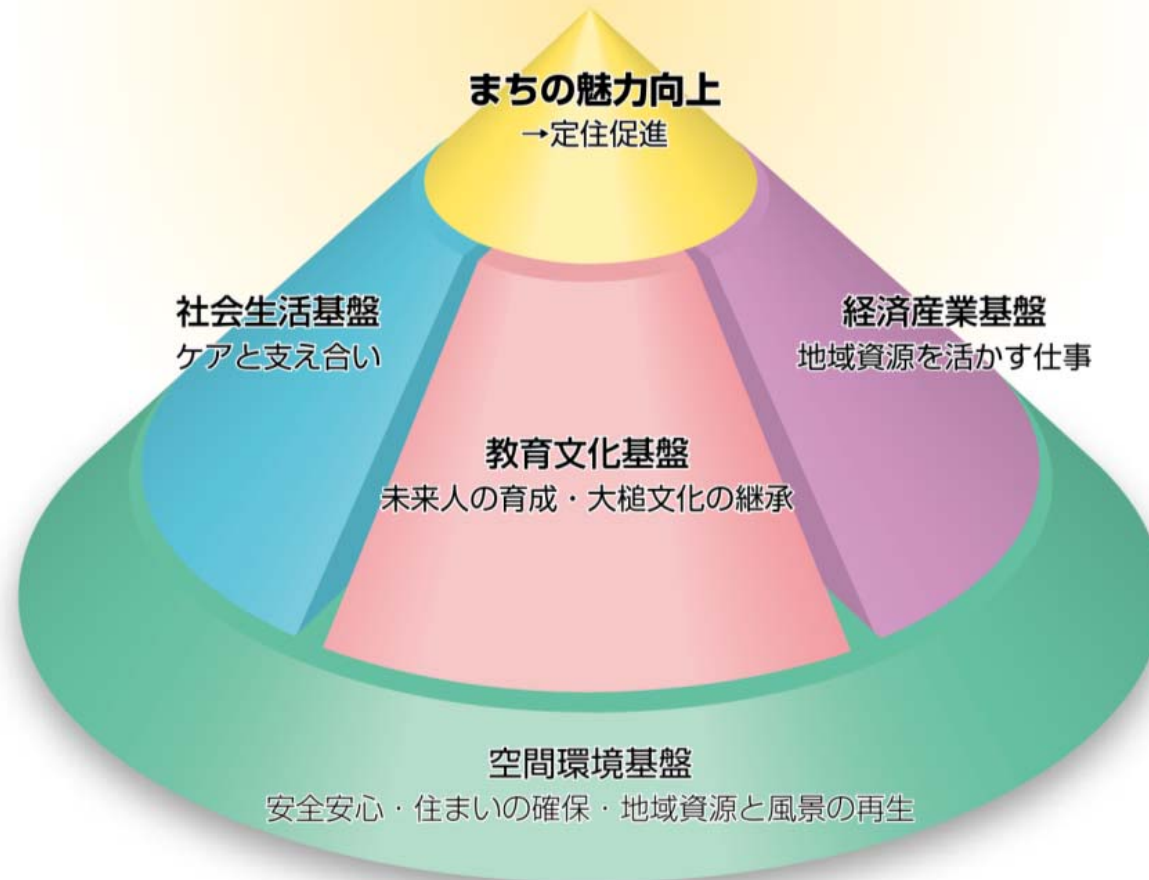 まちの魅力向上
→定住促進
社会生活基盤
ケアと支え合い
経済産業基盤
地域資源を活かす仕事
教育文化基盤
未来人の育成・大槌文化の継承
空間環境基盤
安全安心・住まいの確保・地域資源と風景の再生